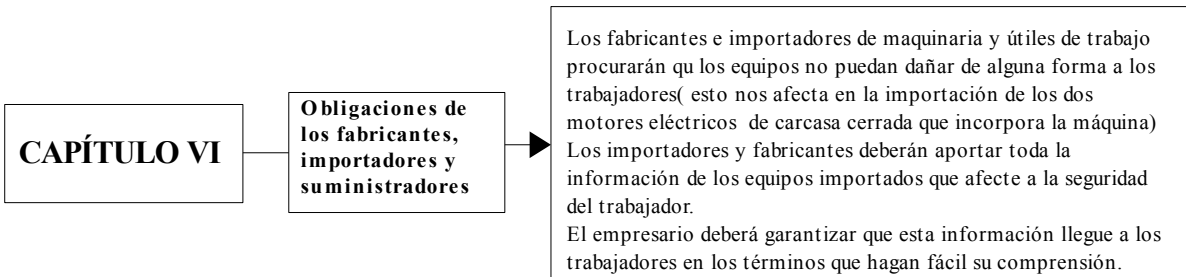 CAPÍTULO VI
Obligaciones de
los fabricantes,
importadores y
suministradores
Los fabricantes e importadores de maquinaria y útiles de trabajo
procurarán qu los equipos no puedan dañar de alguna forma a los
trabajadores( esto nos afecta en la importación de los dos
motores eléctricos de carcasa cerrada que incorpora la máquina)
Los importadores y fabricantes deberán aportar toda la
información de los equipos importados que afecte a la seguridad
del trabajador.
El empresario deberá garantizar que esta información llegue a los
trabajadores en los términos que hagan fácil su comprensión.